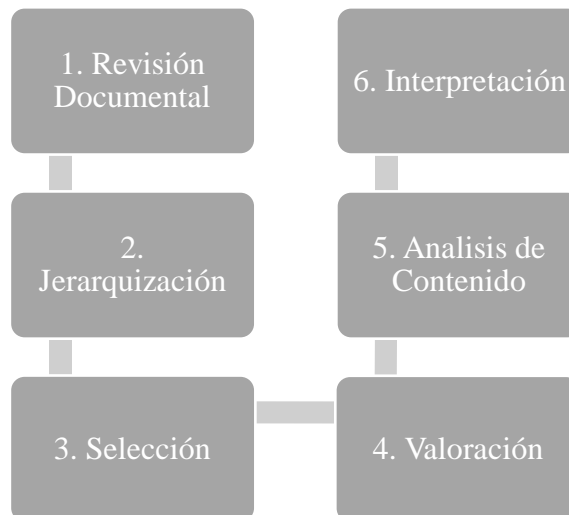 1. Revisión
Documental
2.
Jerarquización
3. Selección
4. Valoración
5. Analisis de
Contenido
6. Interpretación